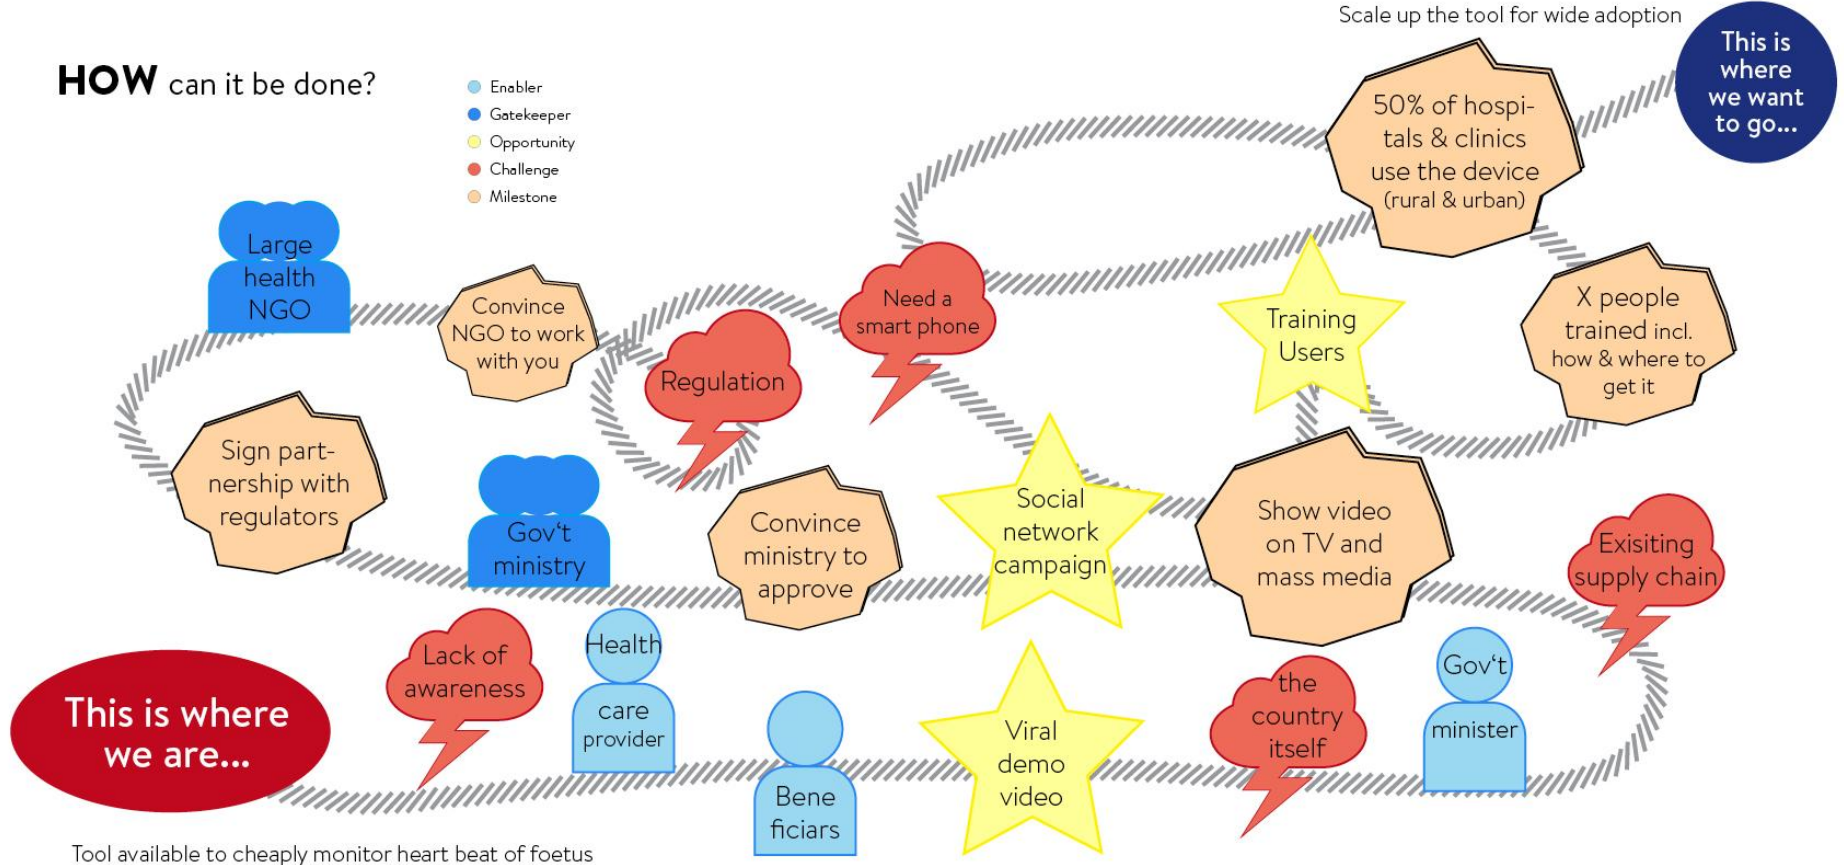 Scale up the tool for wide adoption
This is
where
we want
to go...
HOW can it be done?
Enabler
Gatekeeper
Opportunity
Challenge
Milestone
50% of hospi-
tals & clinics
use the device
(rural & urban)
Large
health
NGO
Convince
NGO to work
with you
Regulation
Need a
smart phone
Training
Users
X people
trained incl.
how & where to
get it
Sign part-
nership with
regulators
Gov‘t
ministry
Convince
ministry to
approve
Social
network
campaign
Show video
on TV and
mass media
Exisiting
supply chain
This is where
we are...
Lack of
awareness
Health
care
provider
Bene
ficiars
Viral
demo
video
the
country
itself
Gov‘t
minister
Tool available to cheaply monitor heart beat of foetus